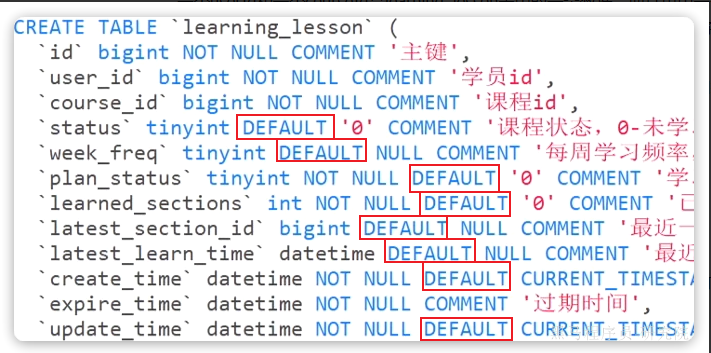 CREATE TABLE `learning_lesson` (
`id` bigint NOT NULL COMMENT '主键',
`user_id` bigint NOT NULL COMMENT '学员id',
`course_id` bigint NOT NULL COMMENT '课程id',
`status` tinyint DEFAULT '0' COMMENT '课程状态，0-未学
`week_freq` tinyint DEFAULT NULL COMMENT '每周学习频率
`plan_status` tinyint NOT NULL DEFAULT '0' COMMENT '学
`learned_sections` int NOT NULL DEFAULT '0' COMMENT '已
`latest_section_id` bigint DEFAULT NULL COMMENT '最近一
`latest_learn_time` datetime DEFAULT NULL COMMENT '最近
`create_time` datetime NOT NULL DEFAULT CURRENT_TIMESTA
`expire_time` datetime NOT NULL COMMENT '过期时间',
`update_time` datetime NOT NULL DEFAULT CURRENT_TIMESTA